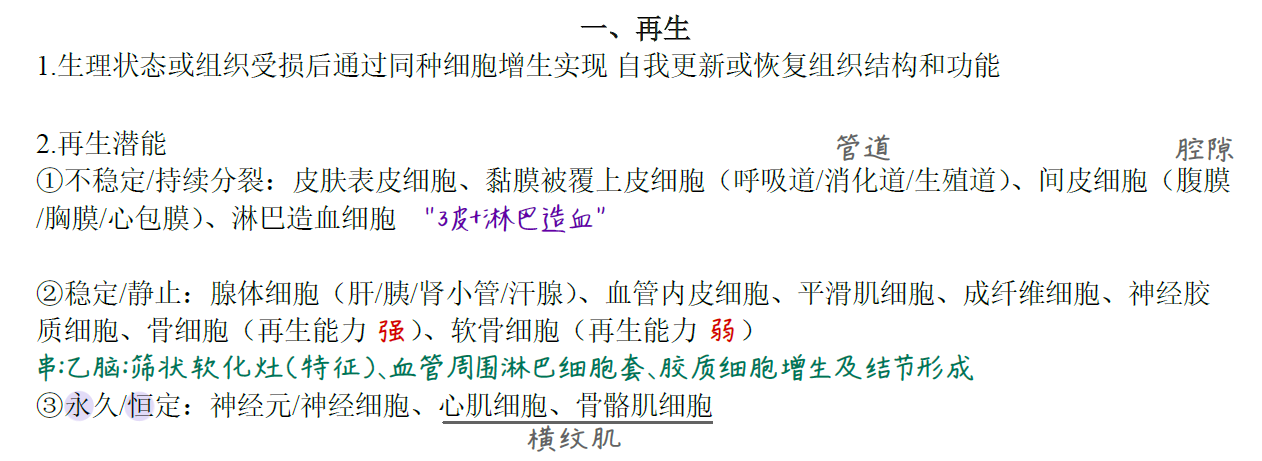 一、再生
1.生理状态或组织受损后通过同种细胞增生实现 自我更新或恢复组织结构和功能
2.再生潜能
管道 腔隙
①不稳定/持续分裂：皮肤表皮细胞、黏膜被覆上皮细胞（呼吸道/消化道/生殖道）、间皮细胞（腹膜
/胸膜/心包膜）、淋巴造血细胞 "3皮+淋巴造血"
②稳定/静止：腺体细胞（肝/胰/肾小管/汗腺）、血管内皮细胞、平滑肌细胞、成纤维细胞、神经胶
质细胞、骨细胞（再生能力 强）、软骨细胞（再生能力 弱）
串:乙脑:筛状软化灶(特征)、血管周围淋巴细胞套、胶质细胞增生及结节形成
③永久/恒定：神经元/神经细胞、心肌细胞、骨骼肌细胞
横纹肌